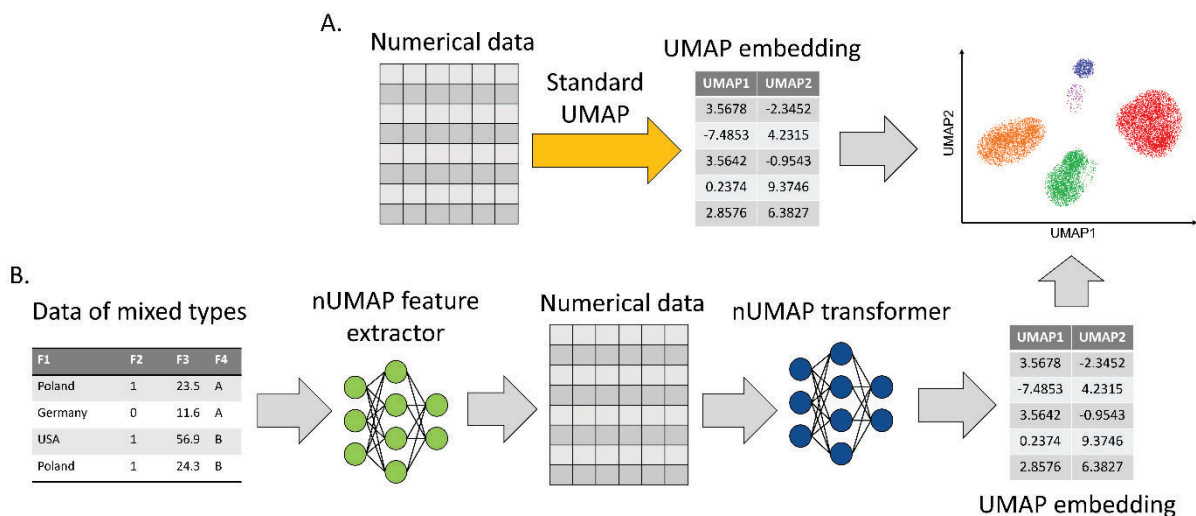 A.
Numerical data
Standard
UMAP
UMAP embedding
UMAP1 UMAP2
3.5678 -2.3452
-7.4853 4.2315
3.5642 -0.9543
0.2374 9.3746
2.8576 6.3827
UMAP2
UMAP1
B.
Data of mixed types
F1 F2 F3 F4
Poland 1 23.5 A
Germany 0 11.6 A
USA 1 56.9 B
Poland 1 24.3 B
nUMAP feature
extractor
Numerical data
nUMAP transformer
UMAP1 UMAP2
3.5678 -2.3452
-7.4853 4.2315
3.5642 -0.9543
0.2374 9.3746
2.8576 6.3827
UMAP embedding